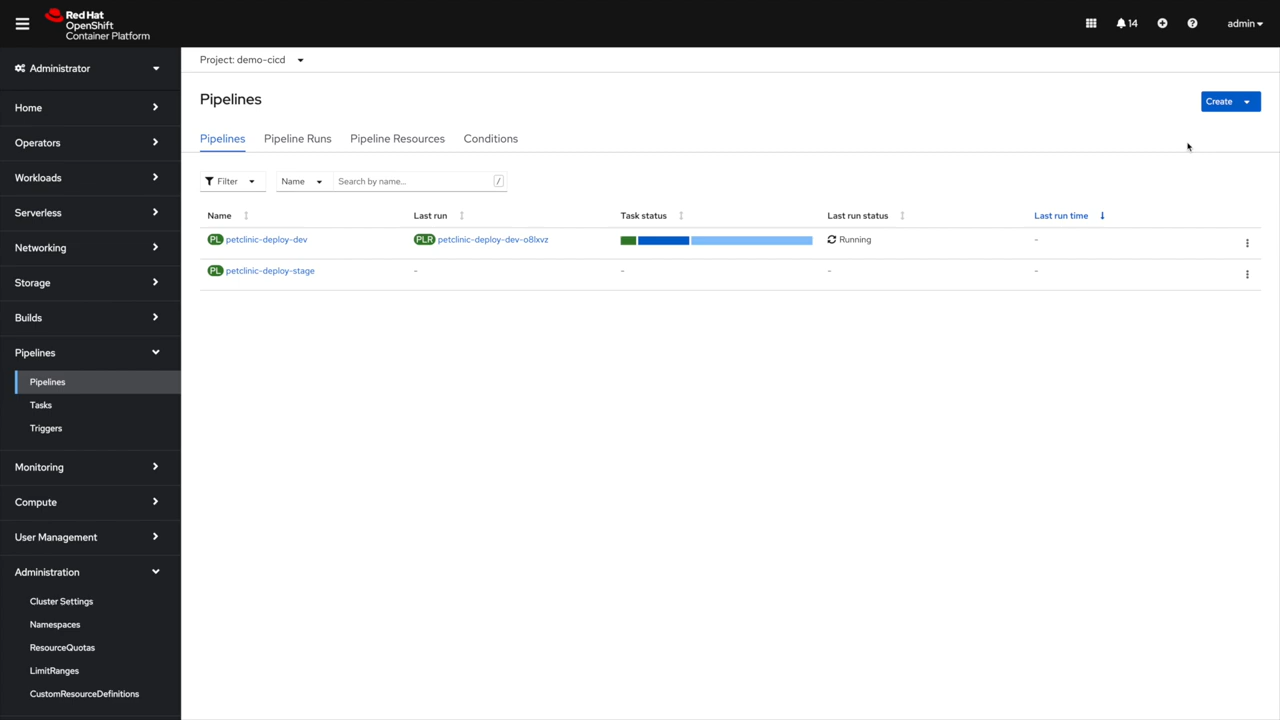 Red Hat
OpenShift
Container Platform
14
admin
Administrator
Project: demo-cicd
Home
Operators
Workloads
Serverless
Networking
Storage
Builds
Pipelines
Pipelines
Tasks
Triggers
Monitoring
Compute
User Management
Administration
Cluster Settings
Namespaces
ResourceQuotas
LimitRanges
CustomResourceDefinitions
Pipelines
Create
Pipelines Pipeline Runs Pipeline Resources Conditions
Filter Name Search by name... /
Name Last run Task status Last run status Last run time
PL petclinic-deploy-dev PLR petclinic-deploy-dev-o8lxvz Running -
PL petclinic-deploy-stage - - - -